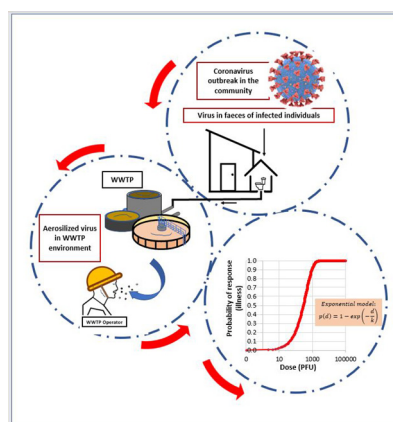 Coronavirus
outbreak in the
community
Virus in faeces of infected individuals
WWTP
Aerosilized virus
in WWTP
environment
WWTP Operator
Probability of response
(illness)
1.0
0.9
0.8
0.7
0.6
0.5
0.4
0.3
0.2
0.1
0.0
0 10 1000 100000
Dose (PFU)
Exponential model:
p(d) = 1 − exp(−d/k)